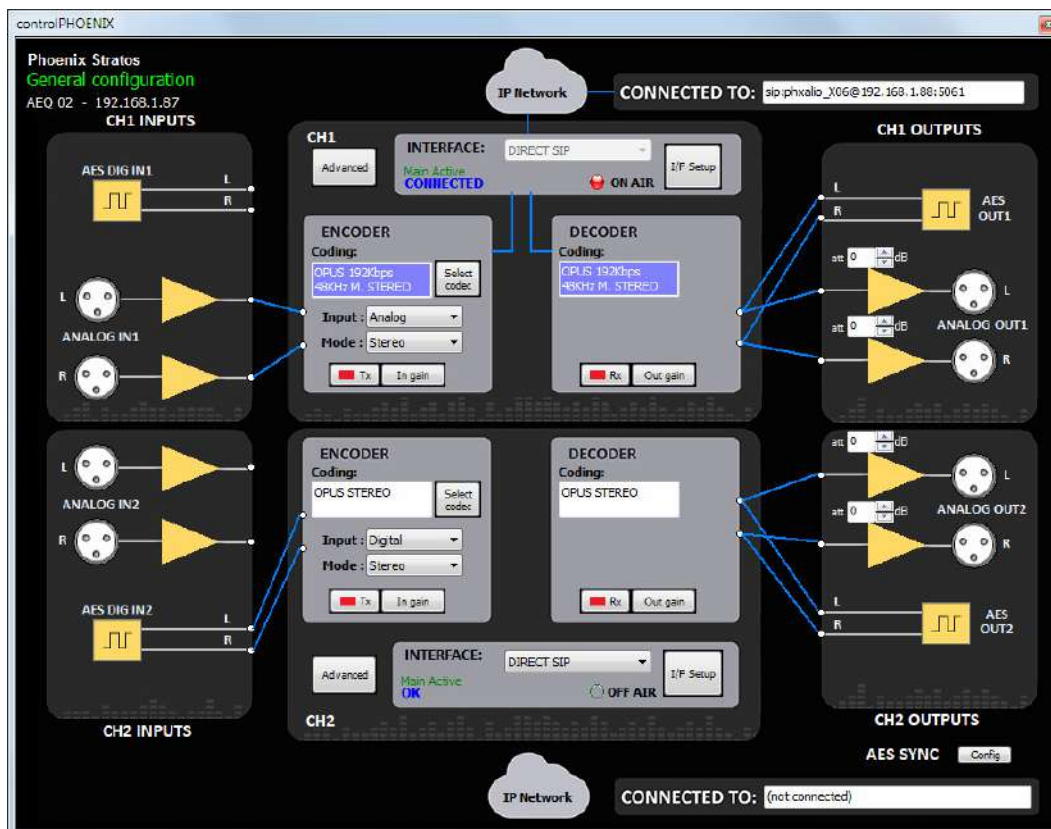 controlPHOENIX
Phoenix Stratos
General configuration
AEQ 02 - 192.168.1.87
IP Network
CONNECTED TO: sip:phxalio_X06@192.168.1.88:5061
CH1 INPUTS
AES DIG IN1
L
R
L
ANALOG IN1
R
CH1
Advanced
INTERFACE: DIRECT SIP
Main Active
CONNECTED
ON AIR
I/F Setup
ENCODER
Coding:
OPUS 192Kbps
48KHz M. STEREO
Select
codec
Input : Analog
Mode : Stereo
Tx In gain
DECODER
Coding:
OPUS 192Kbps
48KHz M. STEREO
Rx Out gain
CH1 OUTPUTS
L
R
AES
OUT1
att 0 dB
L
ANALOG OUT1
att 0 dB
R
L
ANALOG IN2
R
AES DIG IN2
L
R
CH2 INPUTS
ENCODER
Coding:
OPUS STEREO
Select
codec
Input : Digital
Mode : Stereo
Tx In gain
DECODER
Coding:
OPUS STEREO
Rx Out gain
Advanced
INTERFACE: DIRECT SIP
Main Active
OK
OFF AIR
I/F Setup
CH2
att 0 dB
L
ANALOG OUT2
att 0 dB
R
L
R
AES
OUT2
CH2 OUTPUTS
AES SYNC Config
IP Network
CONNECTED TO: (not connected)